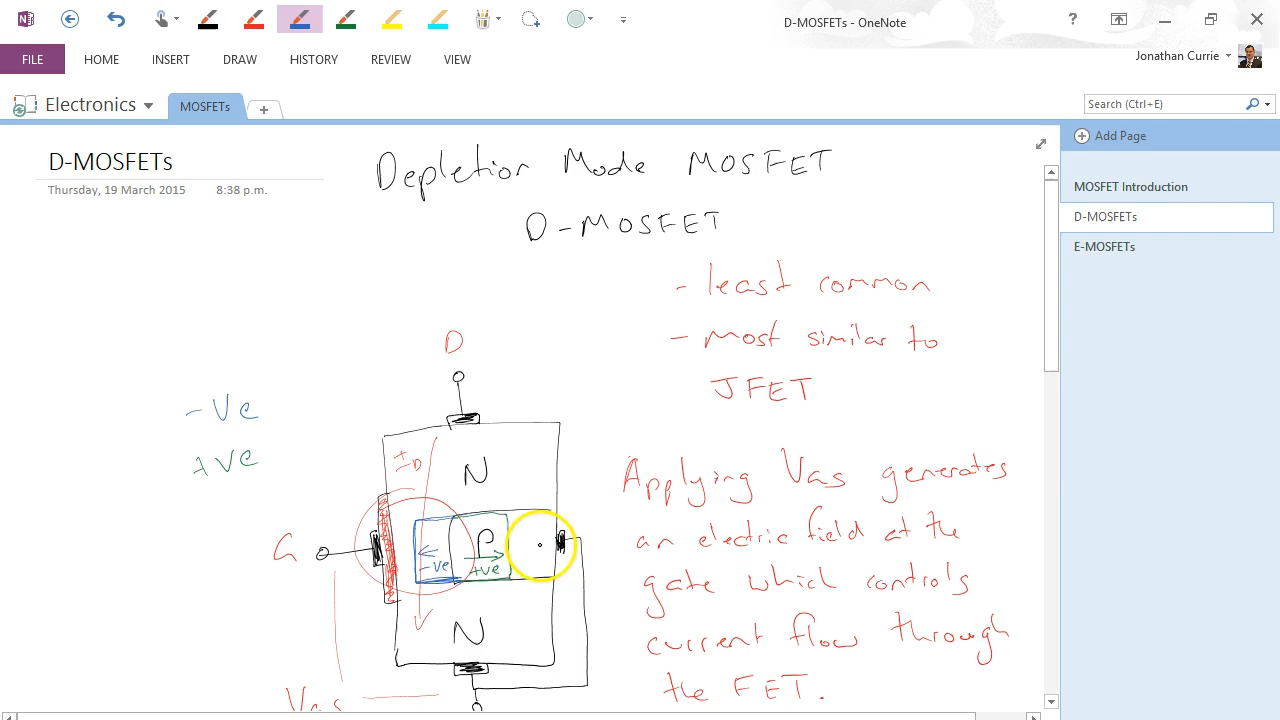 D-MOSFETs - OneNote
?
FILE
HOME
INSERT
DRAW
HISTORY
REVIEW
VIEW
Jonathan Currie
Electronics
MOSFETs
+
Search (Ctrl+E)
D-MOSFETs
Thursday, 19 March 2015 8:38 p.m.
Add Page
MOSFET Introduction
D-MOSFETs
E-MOSFETs
Depletion Mode MOSFET
D-MOSFET
- least common
- most similar to
JFET
D
-ve
+ve
ID
N
G
P
-ve
+ve
N
VGS
Applying VGS generates
an electric field at the
gate which controls
current flow through
the FET.